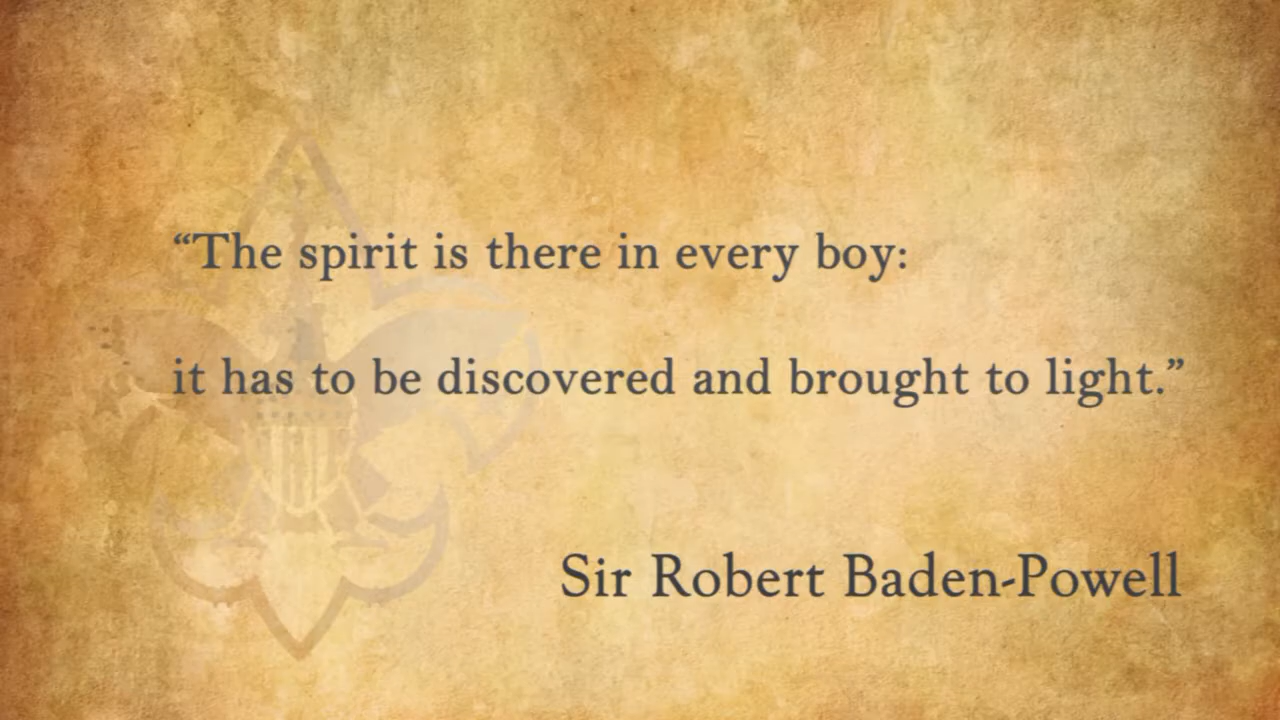 “The spirit is there in every boy:
it has to be discovered and brought to light.”
Sir Robert Baden-Powell